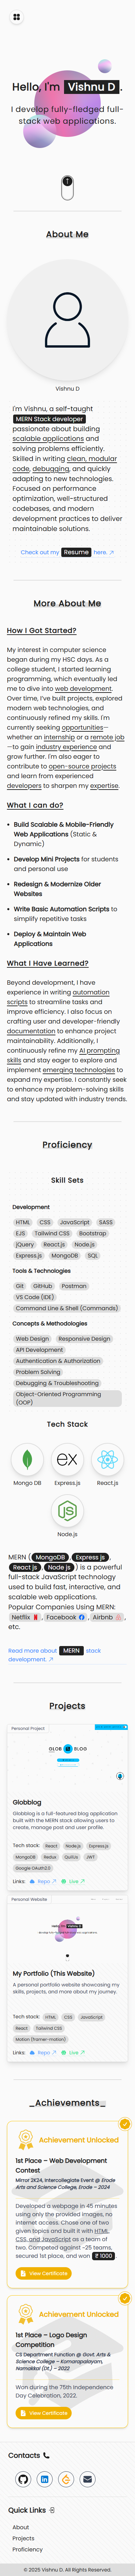 Hello, I'm Vishnu D .
I develop fully-fledged full-
stack web applications.
About Me
Vishnu D
I'm Vishnu, a self-taught
MERN Stack developer
passionate about building
scalable applications and
solving problems efficiently.
Skilled in writing clean, modular
code, debugging, and quickly
adapting to new technologies.
Focused on performance
optimization, well-structured
codebases, and modern
development practices to deliver
maintainable solutions.
Check out my Resume here.
More About Me
How I Got Started?
My interest in computer science
began during my HSC days. As a
college student, I started learning
programming, which eventually led
me to dive into web development.
Over time, I've built projects, explored
new web technologies, and
continuously refined my skills. I'm
currently seeking opportunities—
whether an internship or a remote job
—to gain industry experience and
grow further. I'm also eager to
contribute to open-source projects
and learn from experienced
developers to sharpen my expertise.
What I can do?
Build Scalable & Mobile-Friendly
Web Applications (Static &
Dynamic)
Develop Mini Projects for students
and personal use
Redesign & Modernize Older
Websites
Write Basic Automation Scripts to
simplify repetitive tasks
Deploy & Maintain Web
Applications
What I Have Learned?
Beyond development, I have
experience in writing automation
scripts to streamline tasks and
improve efficiency. I also focus on
crafting user and developer-friendly
documentation to enhance project
maintainability. Additionally, I
continuously refine my AI prompting
skills and stay eager to explore and
implement emerging technologies to
expand my expertise. I constantly seek
to enhance my problem-solving skills
and stay updated with industry trends.
Proficiency
Skill Sets
Development
HTML CSS JavaScript SASS
EJS Tailwind CSS Bootstrap
jQuery React.js Node.js
Express.js MongoDB SQL
Tools & Technologies
Git GitHub Postman
VS Code (IDE)
Command Line & Shell (Commands)
Concepts & Methodologies
Web Design Responsive Design
API Development
Authentication & Authorization
Problem Solving
Debugging & Troubleshooting
Object-Oriented Programming
(OOP)
Tech Stack
Mongo DB Express.js React.js
Node.js
MERN ( MongoDB , Express js ,
React js , Node js ) is a powerful
full-stack JavaScript technology
used to build fast, interactive, and
scalable web applications.
Popular Companies Using MERN:
Netflix , Facebook , Airbnb ,
etc.
Read more about MERN stack
development.
Projects
Personal Project
Globblog
Globblog is a full-featured blog application
built with the MERN stack allowing users to
create, manage post and user profile.
Tech stack: React Node.js Express.js
MongoDB Redux QuillJs JWT
Google OAuth2.0
Links: Repo Live
Personal Website
My Portfolio (This Website)
A personal portfolio website showcasing my
skills, projects, and more about my journey.
Tech stack: HTML CSS JavaScript
React Tailwind CSS
Motion (framer-motion)
Links: Repo Live
Achievements
Achievement Unlocked
1st Place – Web Development
Contest
Mirror 2K24, Intercollegiate Event @ Erode
Arts and Science College, Erode – 2024
Developed a webpage in 45 minutes
using only the provided images, no
internet access. Chose one of two
given topics and built it with HTML,
CSS, and JavaScript as a team of
two. Competed against ~25 teams,
secured 1st place, and won ₹ 1000
View Certificate
Achievement Unlocked
1st Place – Logo Design
Competition
CS Department Function @ Govt. Arts &
Science College – Kamarajalayam,
Namakkal (Dt.) – 2022
Won during the 75th Independence
Day Celebration, 2022.
View Certificate
Contacts
Quick Links
About
Projects
Proficiency
© 2025 Vishnu D. All Rights Reserved.